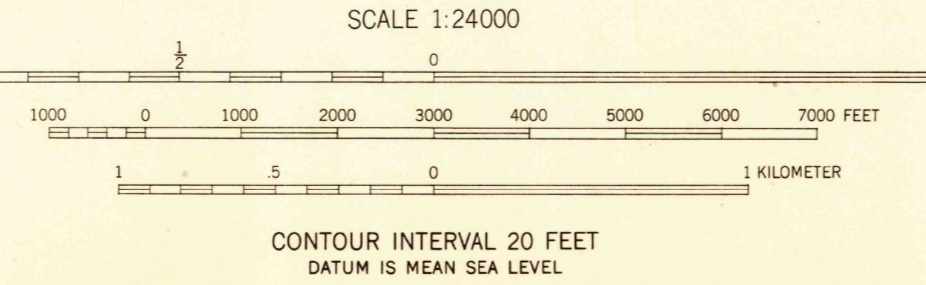 SCALE 1:24000
1/2 0
1000 0 1000 2000 3000 4000 5000 6000 7000 FEET
1 .5 0 1 KILOMETER
CONTOUR INTERVAL 20 FEET
DATUM IS MEAN SEA LEVEL